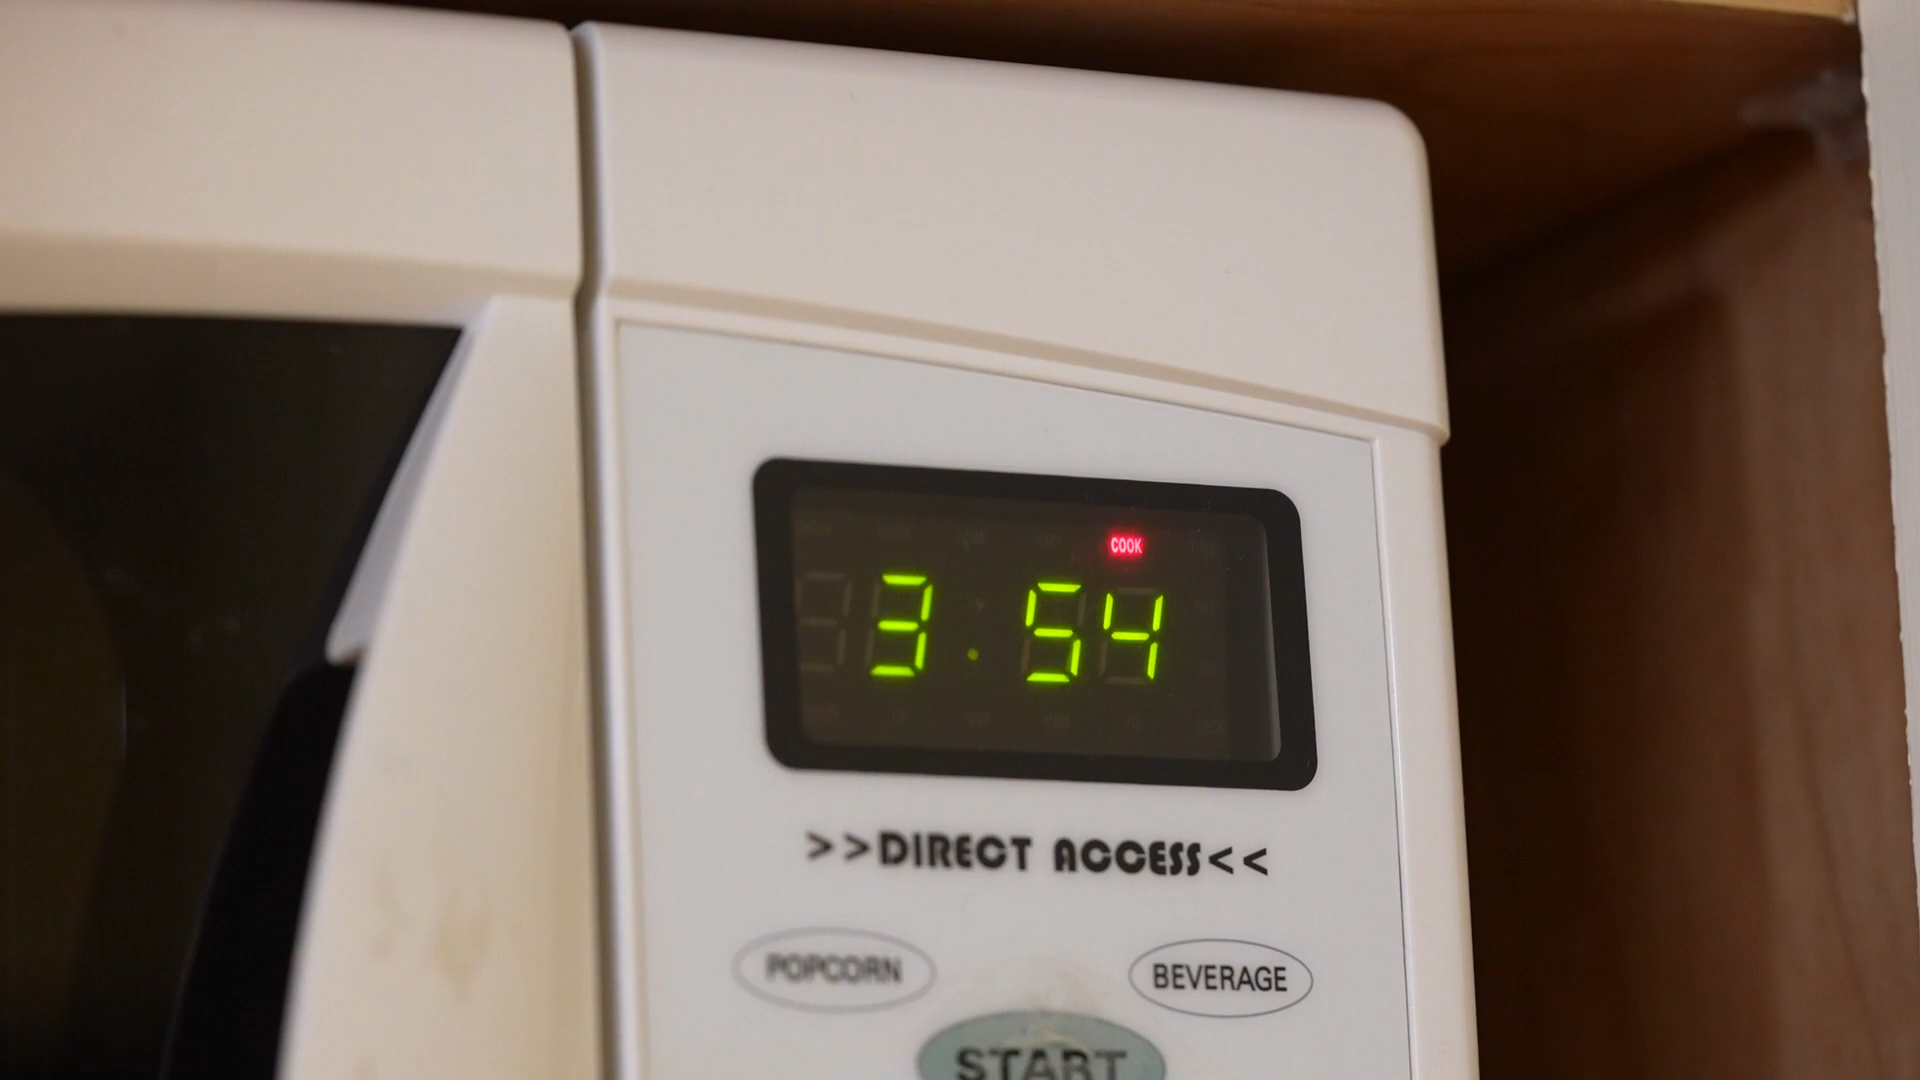 COOK
3.54
>>DIRECT ACCESS<<
POPCORN
BEVERAGE
START